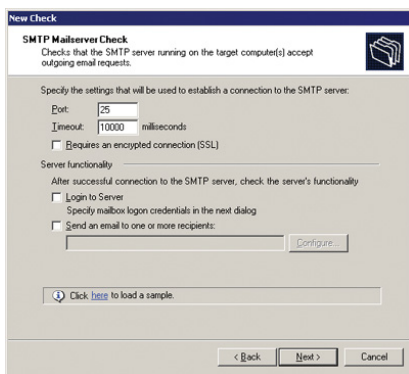 New Check
SMTP Mailserver Check
Checks that the SMTP server running on the target computer(s) accept
outgoing email requests.
Specify the settings that will be used to establish a connection to the SMTP server:
Port: 25
Timeout: 10000 milliseconds
Requires an encrypted connection (SSL)
Server functionality
After successful connection to the SMTP server, check the server's functionality
Login to Server
Specify mailbox logon credentials in the next dialog
Send an email to one or more recipients:
Configure...
Click here to load a sample.
< Back Next > Cancel